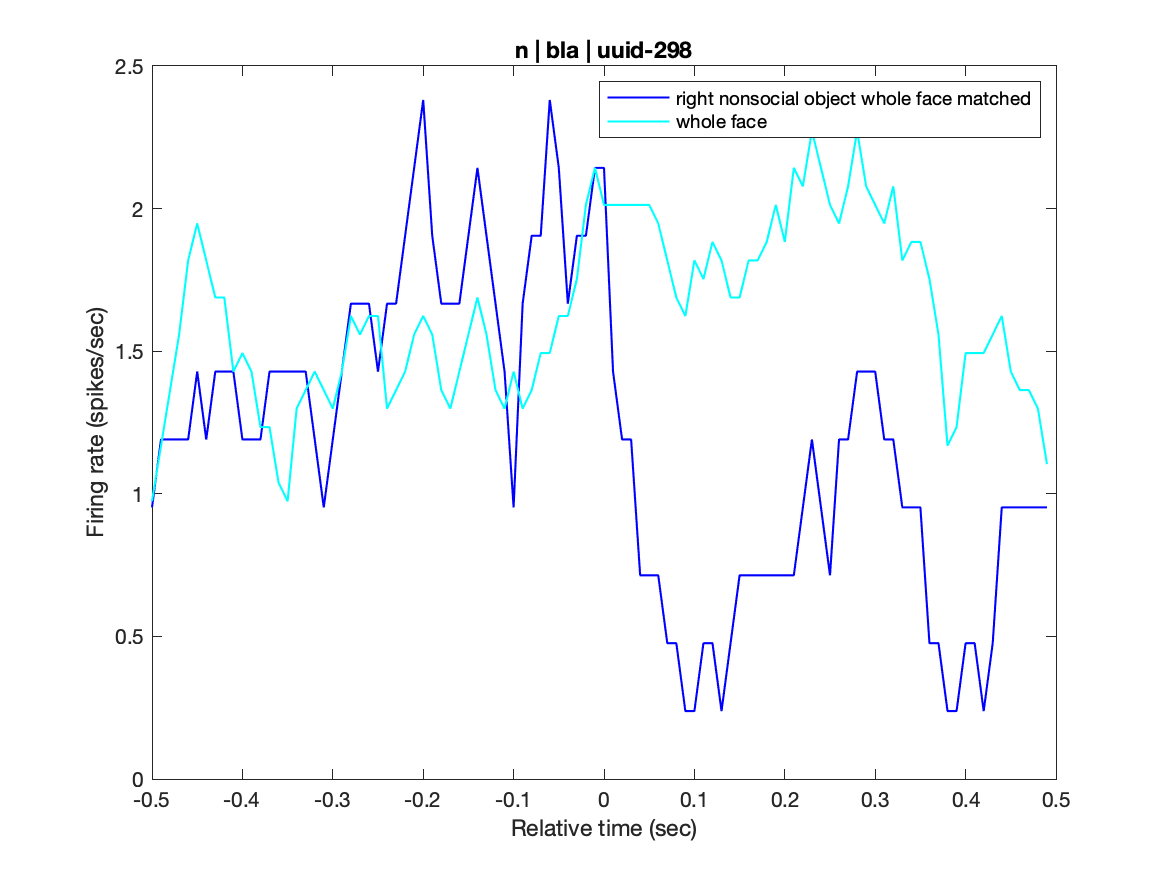 n | bla | uuid-298
right nonsocial object whole face matched
whole face
Firing rate (spikes/sec)
2.5
2
1.5
1
0.5
0
-0.5 -0.4 -0.3 -0.2 -0.1 0 0.1 0.2 0.3 0.4 0.5
Relative time (sec)